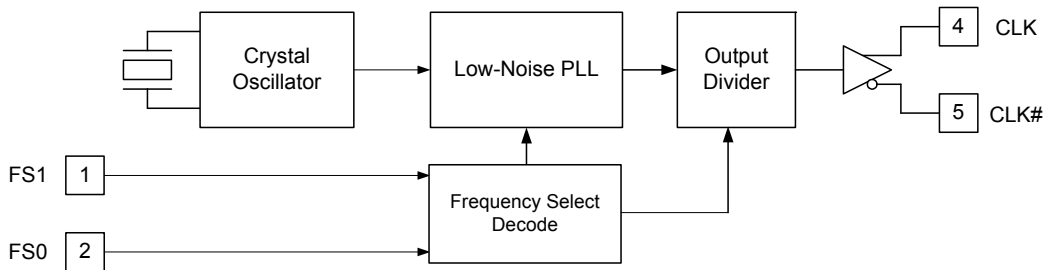 Crystal
Oscillator
Low-Noise PLL
Output
Divider
4 CLK
5 CLK#
FS1 1
Frequency Select
Decode
FS0 2